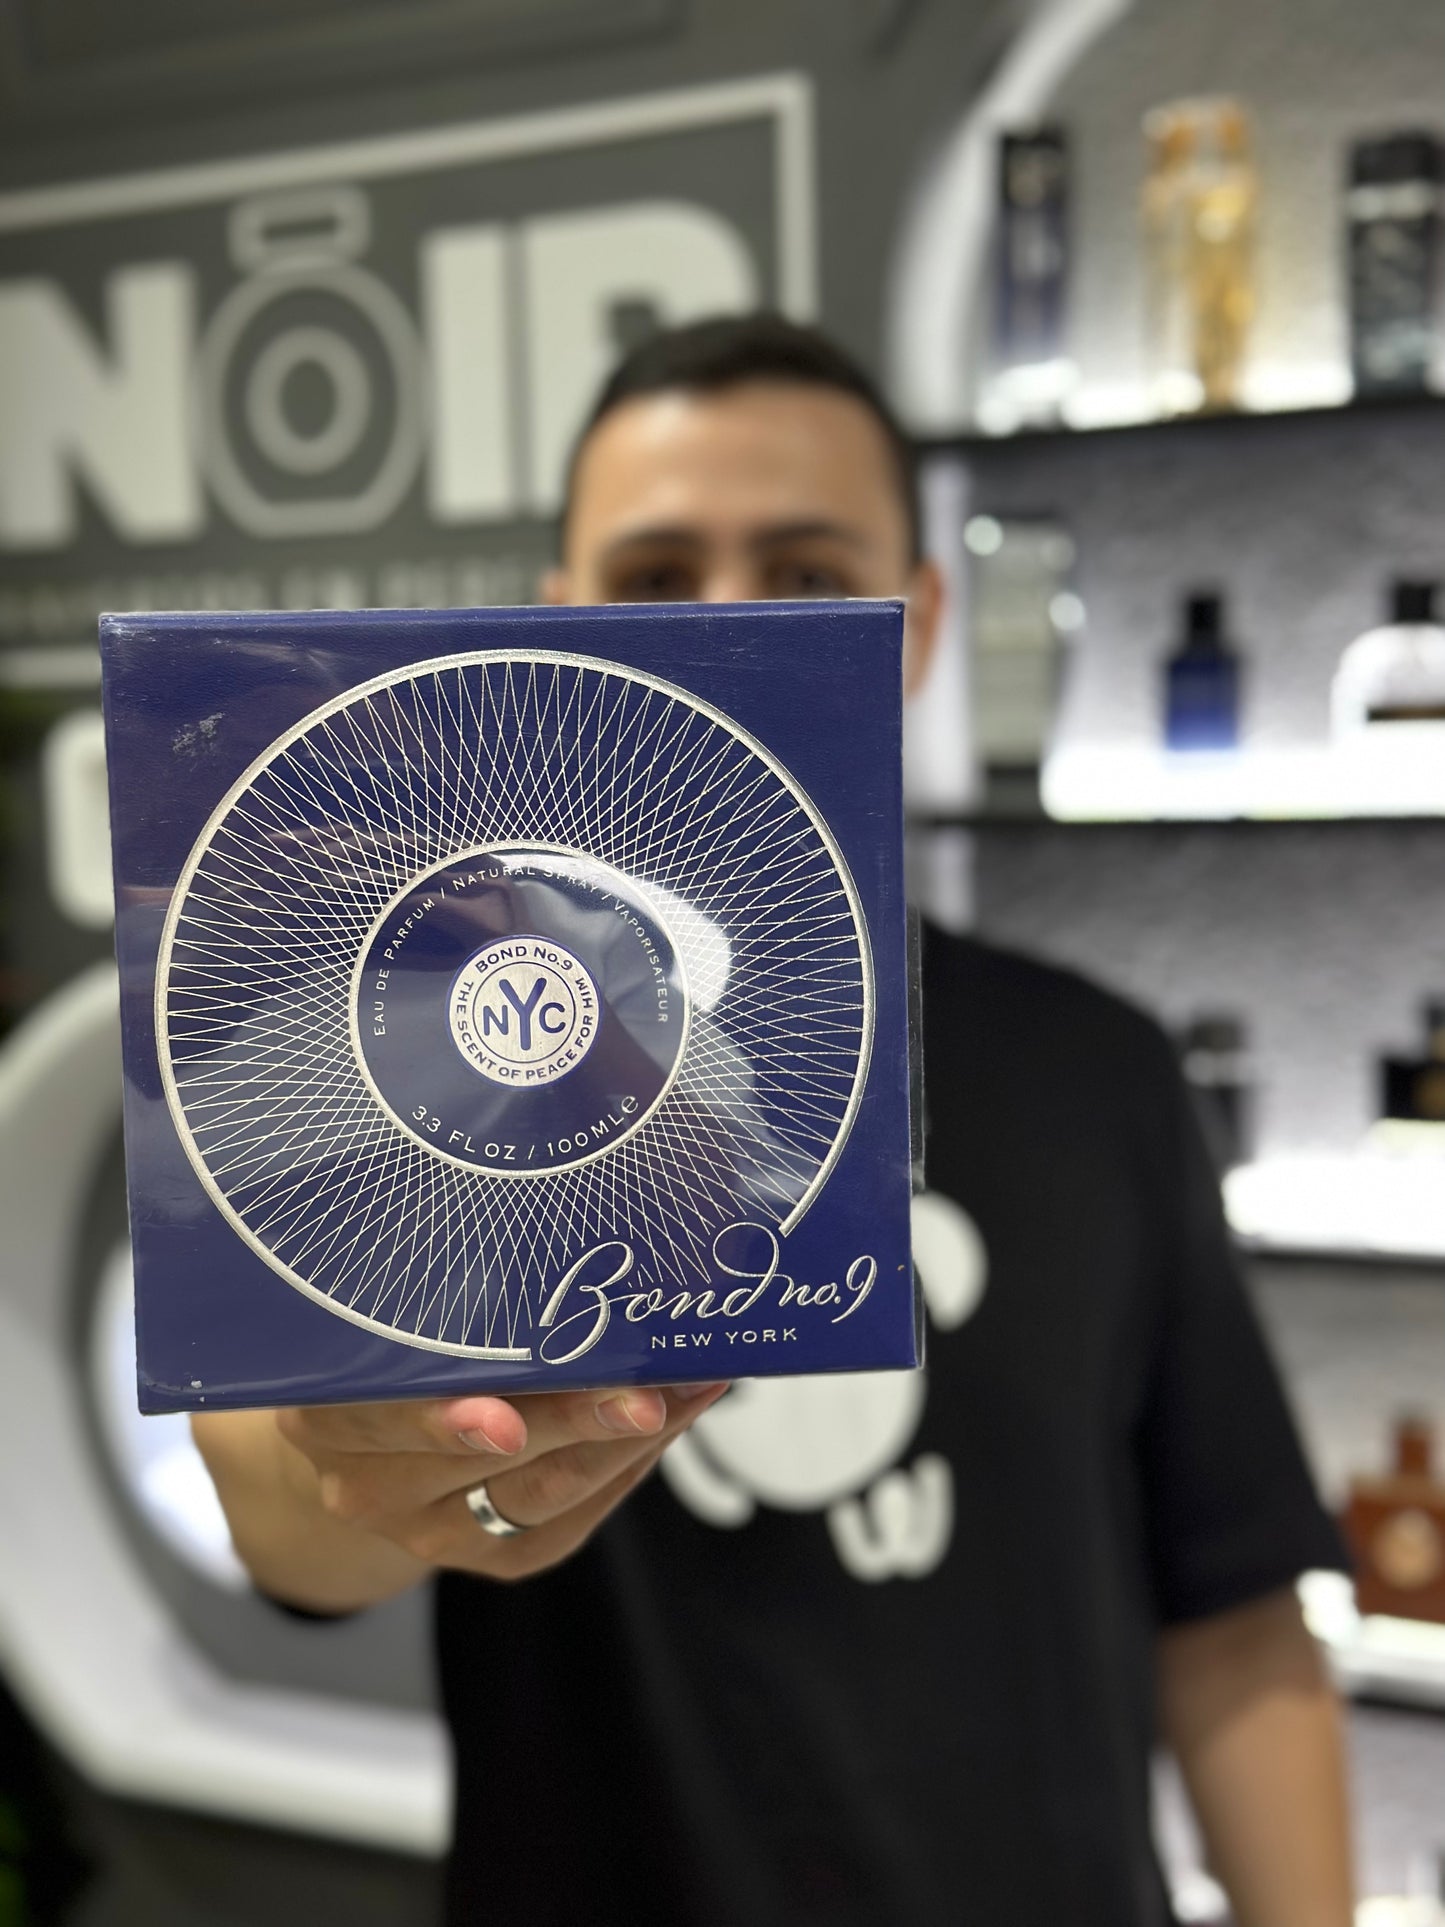 NOIR
EAU DE PARFUM / NATURAL SPRAY / VAPORISATEUR
BOND No.9
NYC
THE SCENT OF PEACE FOR HIM
3.3 FL OZ / 100 ML ℮
Bond no.9
NEW YORK